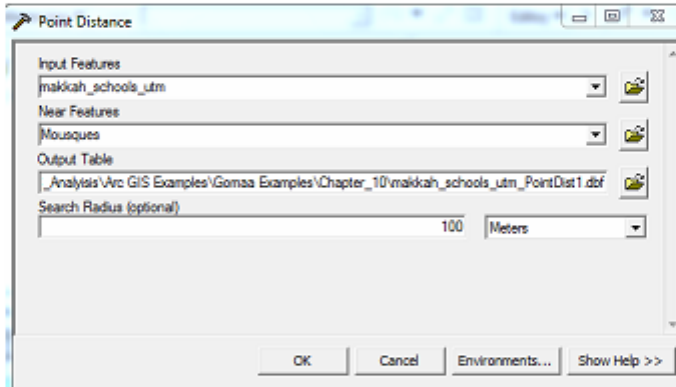 Point Distance
Input Features
makkah_schools_utm
Near Features
Mousques
Output Table
_Analyisis\Arc GIS Examples\Gomaa Examples\Chapter_10\makkah_schools_utm_PointDist1.dbf
Search Radius (optional)
100 Meters
OK Cancel Environments... Show Help >>